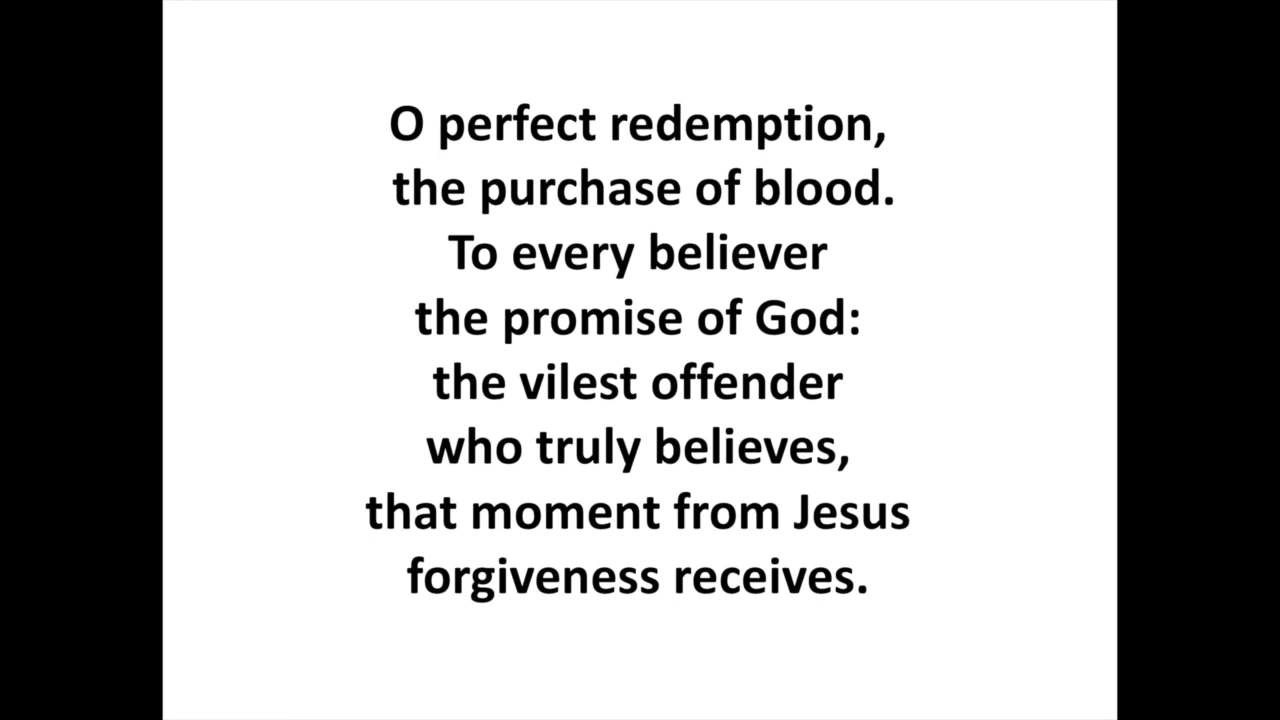 O perfect redemption,
the purchase of blood.
To every believer
the promise of God:
the vilest offender
who truly believes,
that moment from Jesus
forgiveness receives.